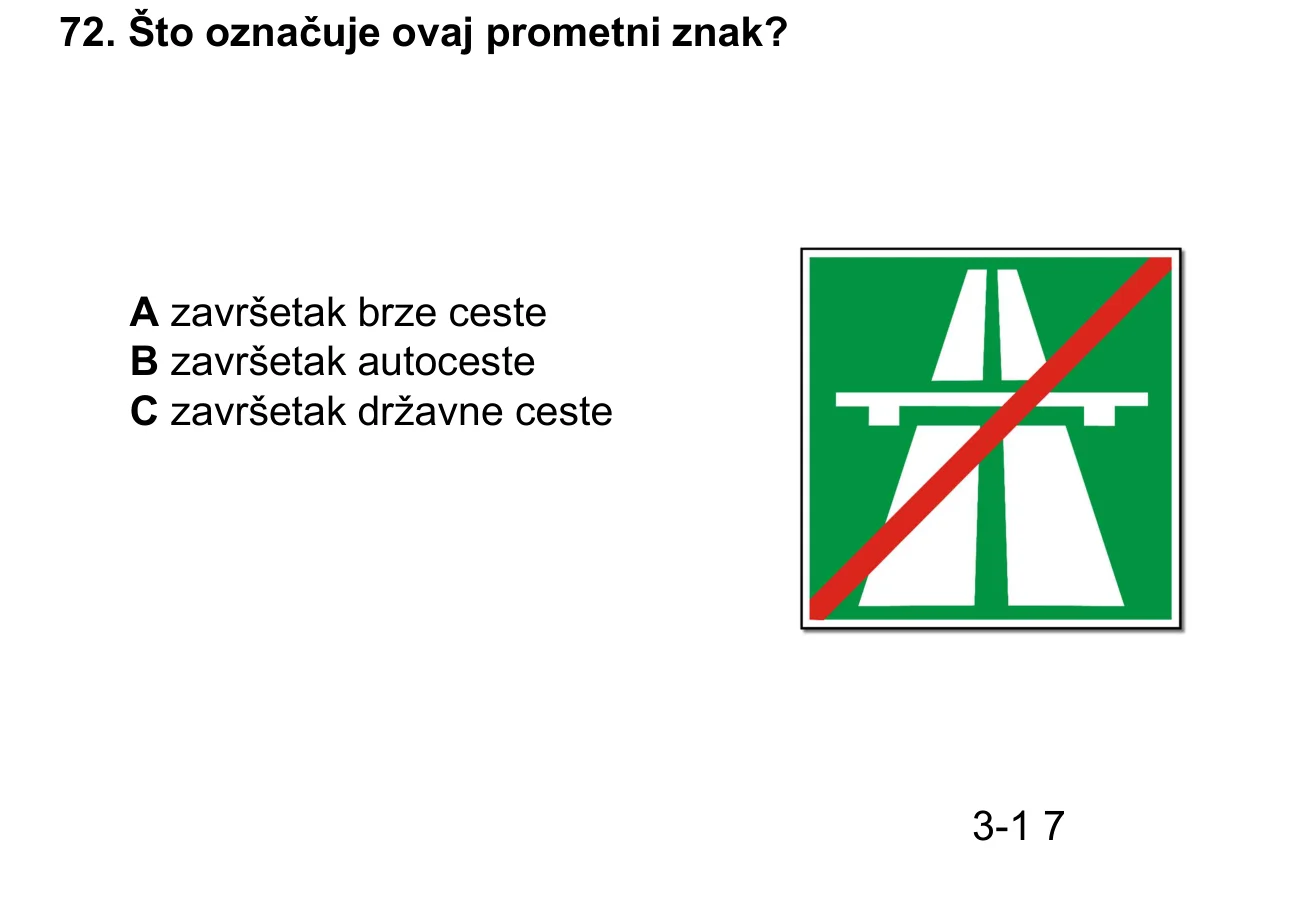 72. Što označuje ovaj prometni znak?
A završetak brze ceste
B završetak autoceste
C završetak državne ceste
3-1 7